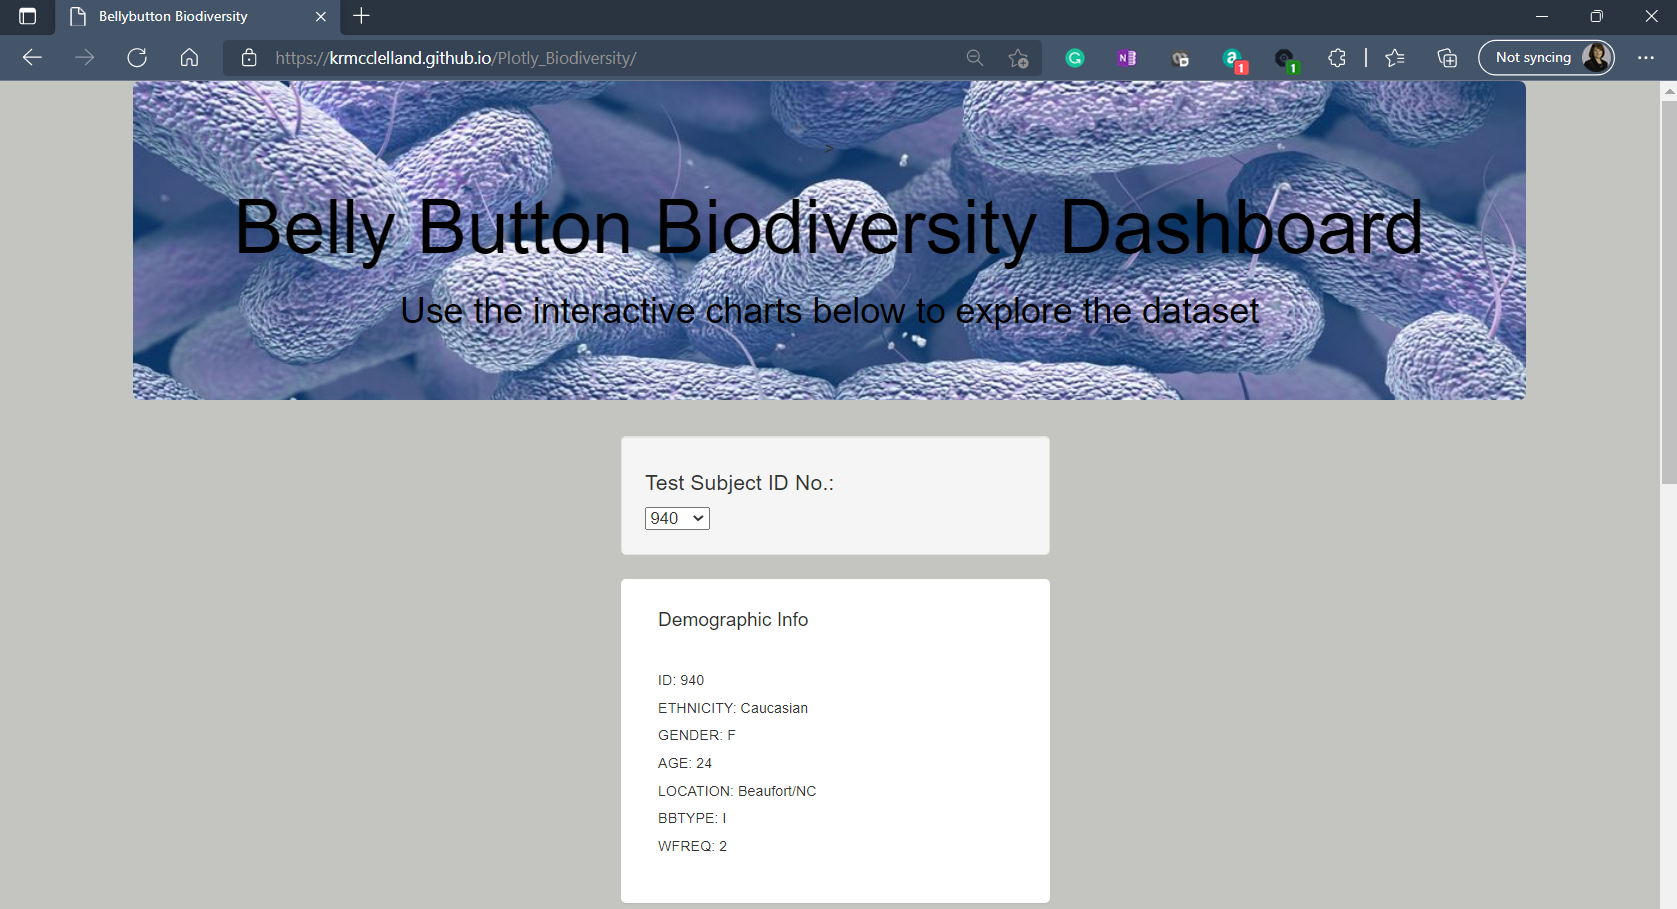 Bellybutton Biodiversity
https://krmcclelland.github.io/Plotly_Biodiversity/
G
N
a
1
1
Not syncing
>
Belly Button Biodiversity Dashboard
Use the interactive charts below to explore the dataset
Test Subject ID No.:
940
Demographic Info
ID: 940
ETHNICITY: Caucasian
GENDER: F
AGE: 24
LOCATION: Beaufort/NC
BBTYPE: I
WFREQ: 2